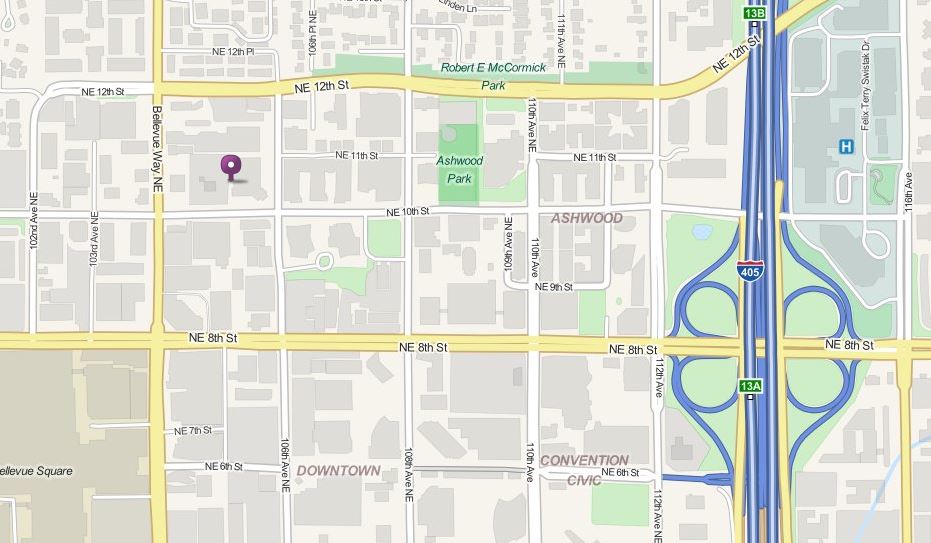 Linden Ln
13B
106th Pl NE
111th Ave NE
NE 12th Pl
NE 12th St
Robert E McCormick
Park
NE 12th St
NE 12th St
Felix Terry Swistak Dr
Bellevue Way NE
110th Ave NE
H
NE 11th St
Ashwood
Park
NE 11th St
102nd Ave NE
103rd Ave NE
NE 10th St
ASHWOOD
116th Ave
109th Ave NE
110th Ave
405
NE 9th St
NE 8th St
NE 8th St
NE 8th St
NE 8th St
112th Ave NE
13A
NE 7th St
106th Ave NE
108th Ave NE
110th Ave NE
ellevue Square
NE 6th St
DOWNTOWN
CONVENTION
CIVIC
NE 6th St
112th Ave NE